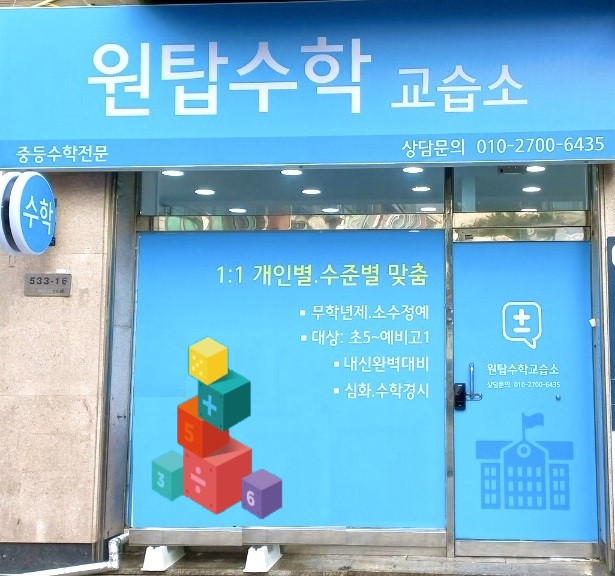 원탑수학 교습소
중등수학전문 상담문의 010-2700-6435
수학
533-16
1:1 개인별.수준별 맞춤
▪ 무학년제.소수정예
▪ 대상: 초5~예비고1
▪ 내신완벽대비
▪ 심화.수학경시
+
5
3
÷
6
원탑수학교습소
상담문의 010-2700-6435